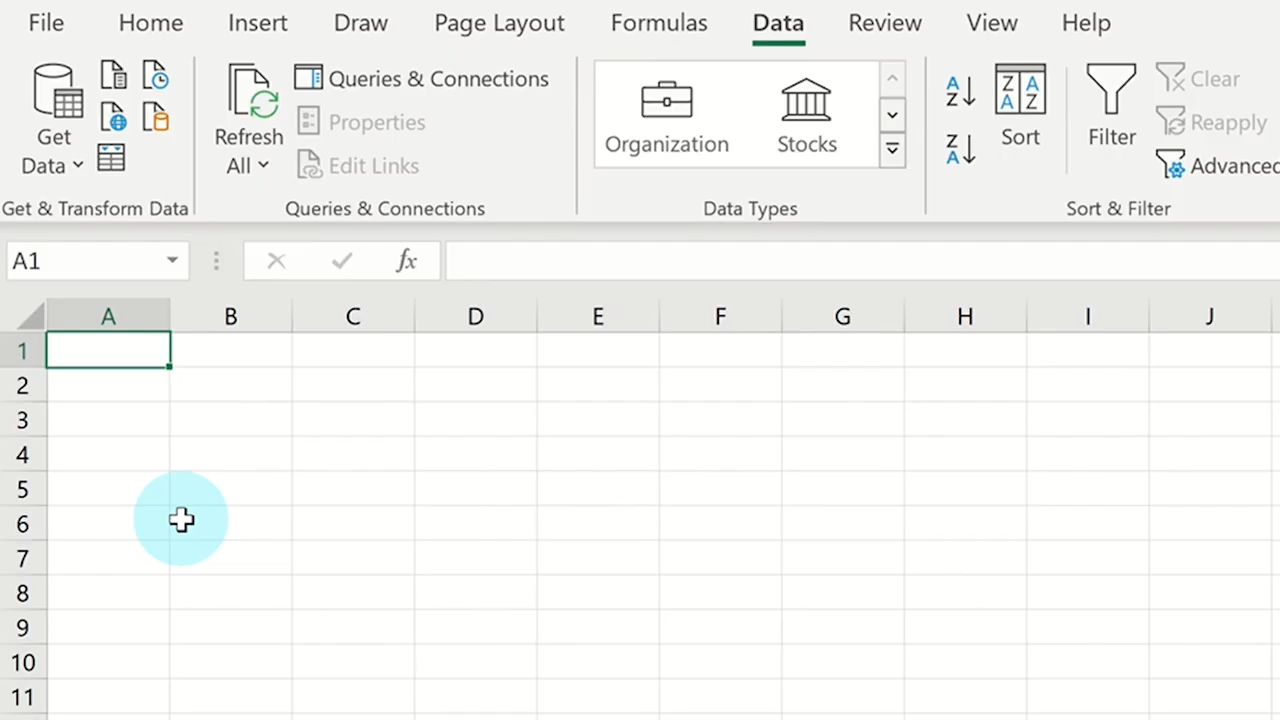 File Home Insert Draw Page Layout Formulas Data Review View Help
Get Data
Refresh All
Queries & Connections
Properties
Edit Links
Organization
Stocks
A Z
Z A
Z A A Z
Sort
Filter
Clear
Reapply
Advanced
Get & Transform Data
Queries & Connections
Data Types
Sort & Filter
A1
fx
A B C D E F G H I J
1
2
3
4
5
6
7
8
9
10
11